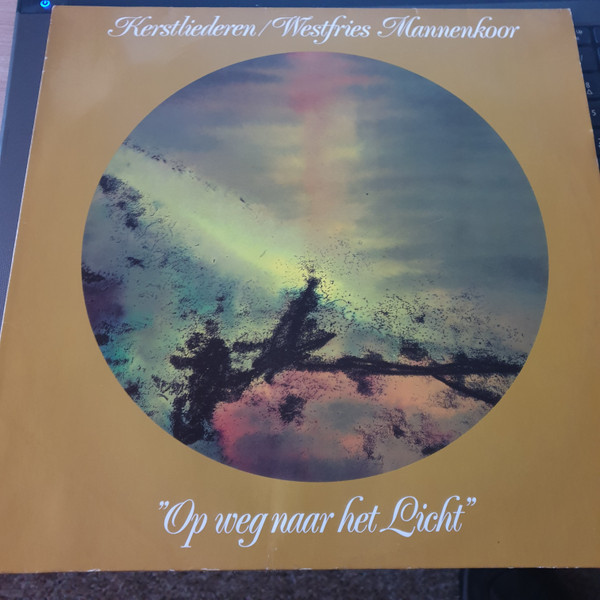 Kerstliederen/Westfries Mannenkoor
"Op weg naar het Licht"